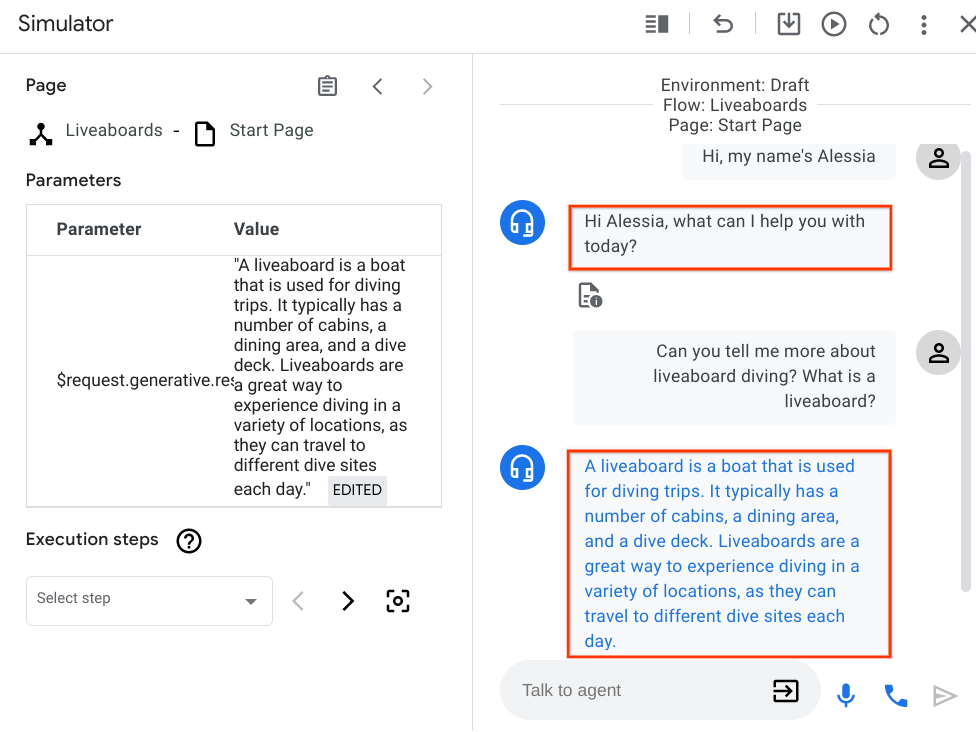 Simulator
Page
Liveaboards - Start Page
Parameters
Parameter Value
$request.generative.res
"A liveaboard is a boat
that is used for diving
trips. It typically has a
number of cabins, a
dining area, and a dive
deck. Liveaboards are
a great way to
experience diving in a
variety of locations, as
they can travel to
different dive sites
each day." EDITED
Execution steps
Select step
Environment: Draft
Flow: Liveaboards
Page: Start Page
Hi, my name's Alessia
Hi Alessia, what can I help you with
today?
Can you tell me more about
liveaboard diving? What is a
liveaboard?
A liveaboard is a boat that is used
for diving trips. It typically has a
number of cabins, a dining area,
and a dive deck. Liveaboards are a
great way to experience diving in a
variety of locations, as they can
travel to different dive sites each
day.
Talk to agent